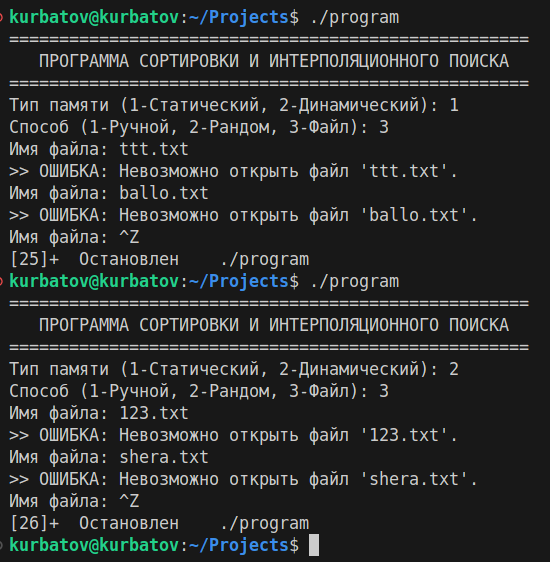 kurbatov@kurbatov:~/Projects$ ./program
====================================================
ПРОГРАММА СОРТИРОВКИ И ИНТЕРПОЛЯЦИОННОГО ПОИСКА
====================================================
Тип памяти (1-Статический, 2-Динамический): 1
Способ (1-Ручной, 2-Рандом, 3-Файл): 3
Имя файла: ttt.txt
>> ОШИБКА: Невозможно открыть файл 'ttt.txt'.
Имя файла: ballo.txt
>> ОШИБКА: Невозможно открыть файл 'ballo.txt'.
Имя файла: ^Z
[25]+  Остановлен    ./program
kurbatov@kurbatov:~/Projects$ ./program
====================================================
ПРОГРАММА СОРТИРОВКИ И ИНТЕРПОЛЯЦИОННОГО ПОИСКА
====================================================
Тип памяти (1-Статический, 2-Динамический): 2
Способ (1-Ручной, 2-Рандом, 3-Файл): 3
Имя файла: 123.txt
>> ОШИБКА: Невозможно открыть файл '123.txt'.
Имя файла: shera.txt
>> ОШИБКА: Невозможно открыть файл 'shera.txt'.
Имя файла: ^Z
[26]+  Остановлен    ./program
kurbatov@kurbatov:~/Projects$